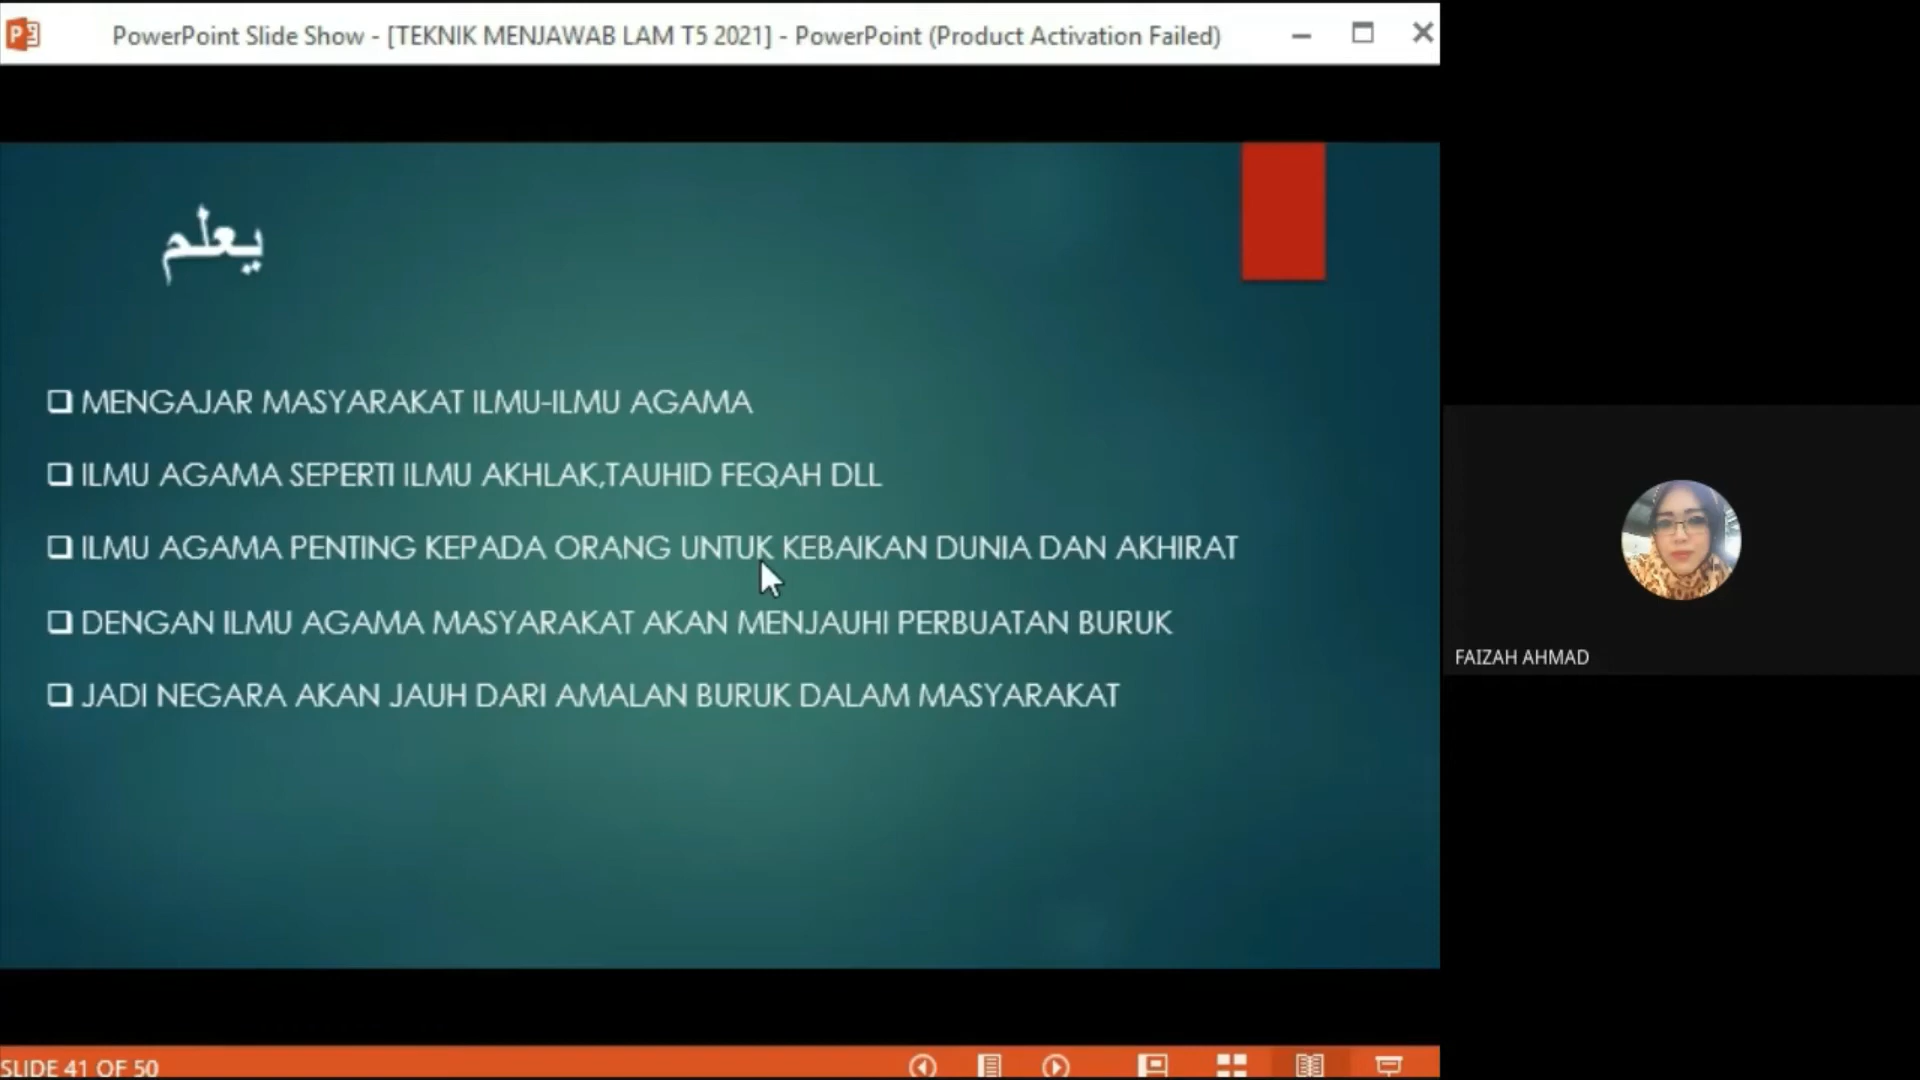 PowerPoint Slide Show - [TEKNIK MENJAWAB LAM T5 2021] - PowerPoint (Product Activation Failed)
يعلم
MENGAJAR MASYARAKAT ILMU-ILMU AGAMA
ILMU AGAMA SEPERTI ILMU AKHLAK,TAUHID FEQAH DLL
ILMU AGAMA PENTING KEPADA ORANG UNTUK KEBAIKAN DUNIA DAN AKHIRAT
DENGAN ILMU AGAMA MASYARAKAT AKAN MENJAUHI PERBUATAN BURUK
JADI NEGARA AKAN JAUH DARI AMALAN BURUK DALAM MASYARAKAT
FAIZAH AHMAD
SLIDE 41 OF 50